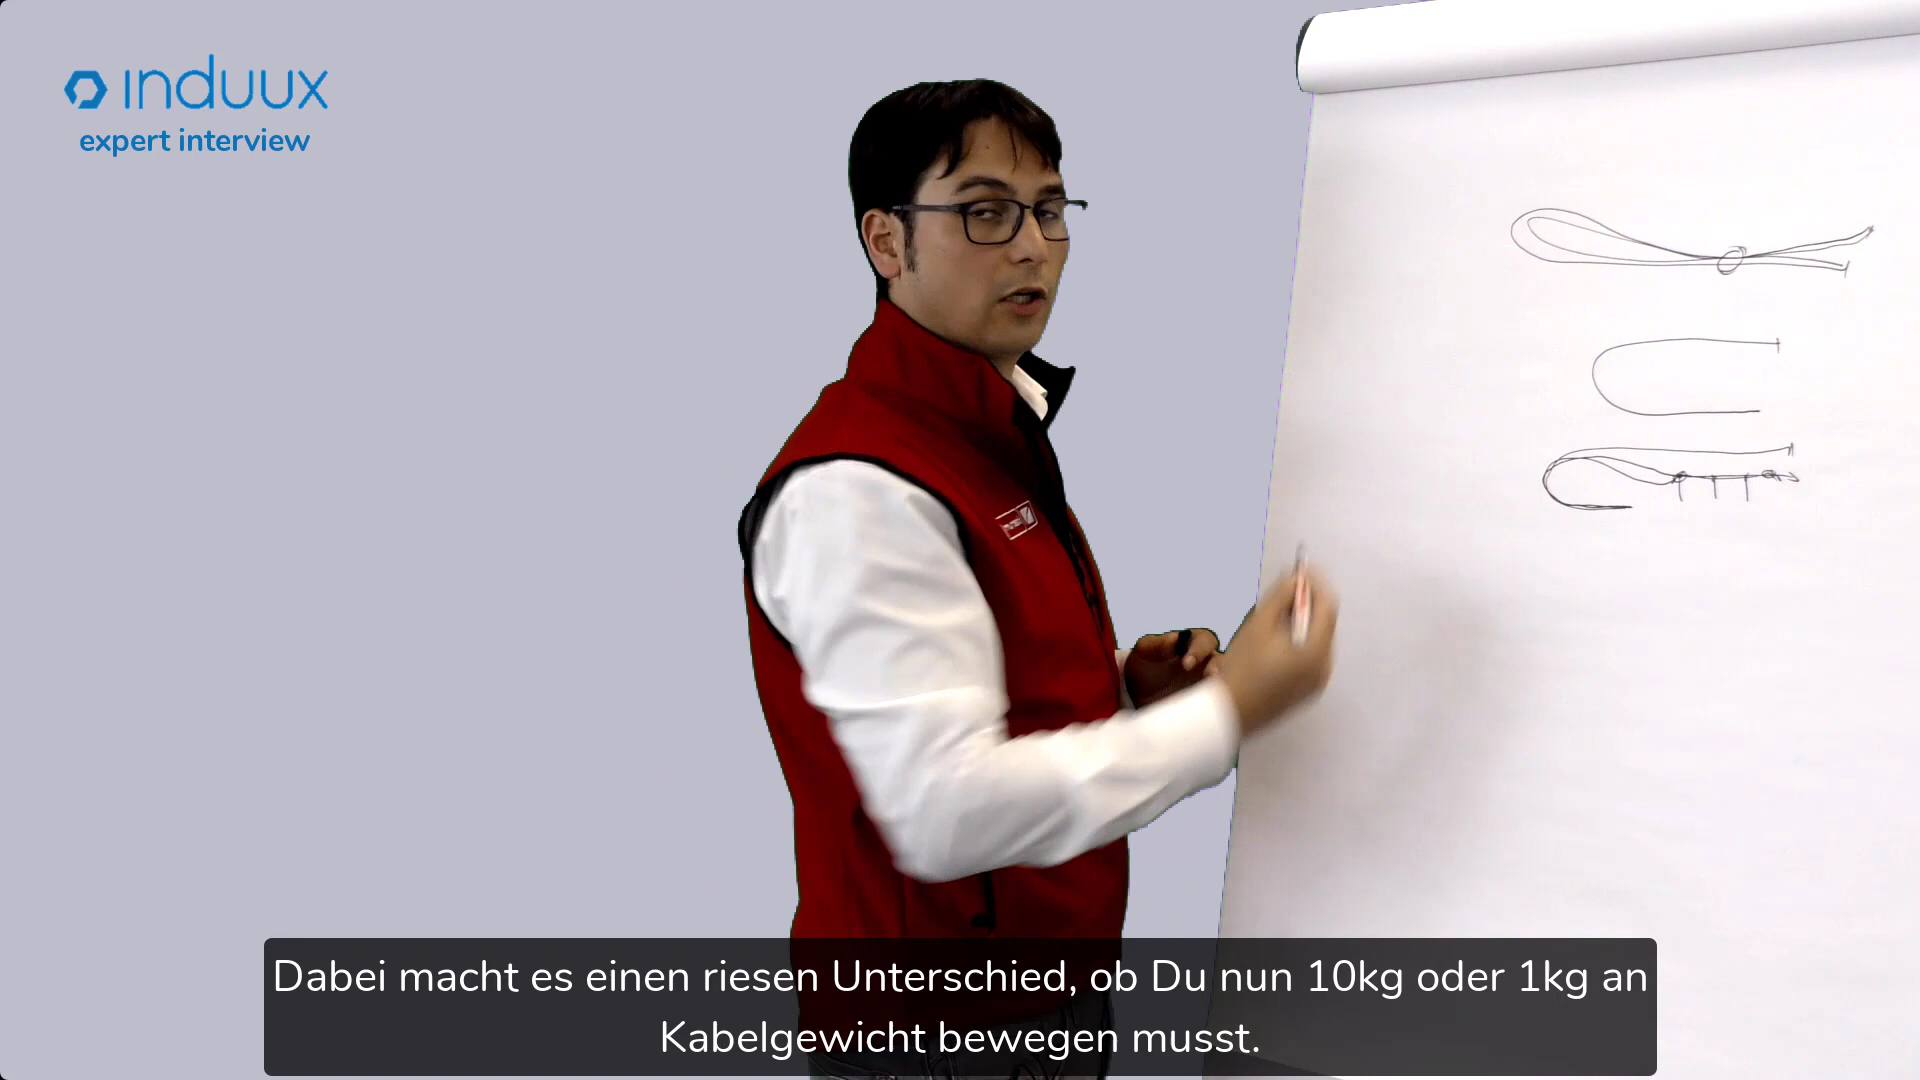 induux
expert interview
Dabei macht es einen riesen Unterschied, ob Du nun 10kg oder 1kg an
Kabelgewicht bewegen musst.